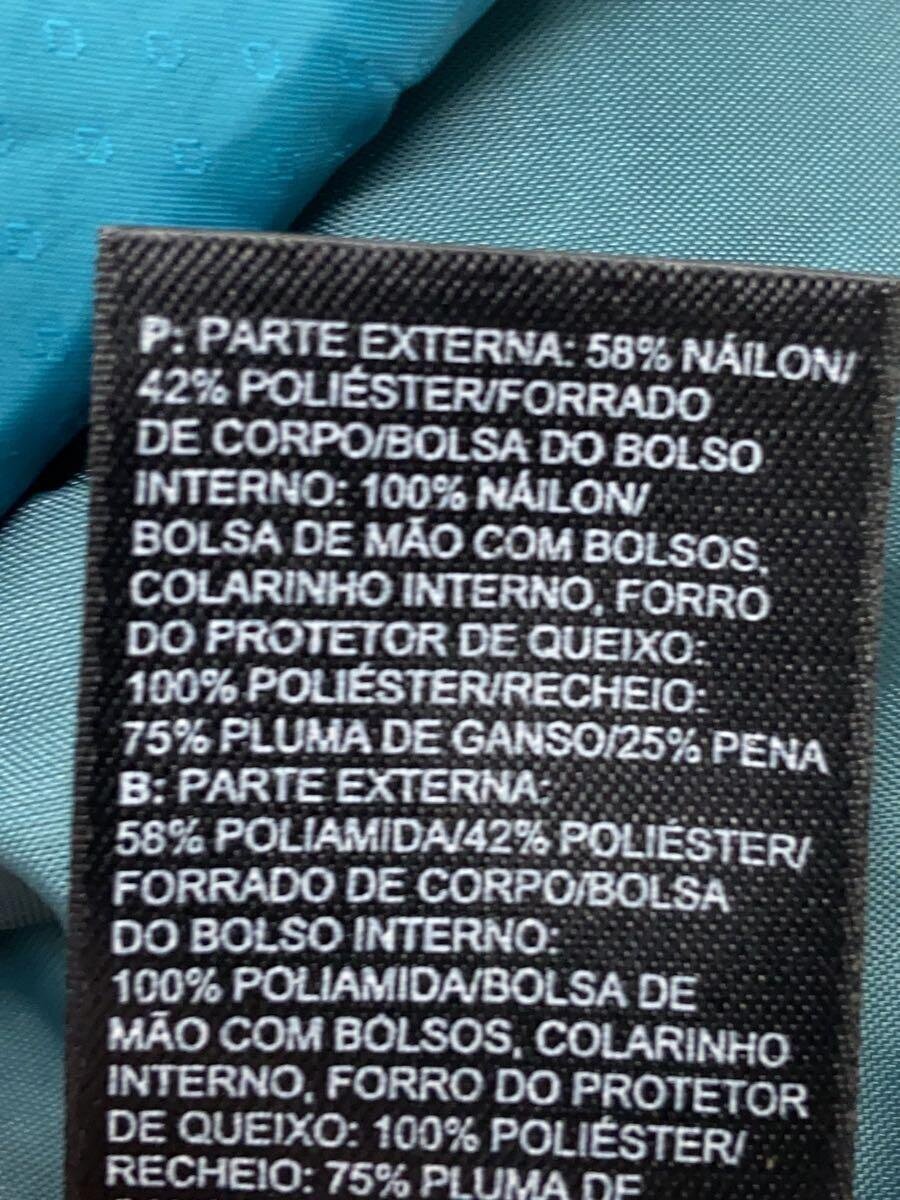 P: PARTE EXTERNA: 58% NÁILON/
42% POLIÉSTER/FORRADO
DE CORPO/BOLSA DO BOLSO
INTERNO: 100% NÁILON/
BOLSA DE MÃO COM BOLSOS,
COLARINHO INTERNO, FORRO
DO PROTETOR DE QUEIXO:
100% POLIÉSTER/RECHEIO:
75% PLUMA DE GANSO/25% PENA
B: PARTE EXTERNA:
58% POLIAMIDA/42% POLIÉSTER/
FORRADO DE CORPO/BOLSA
DO BOLSO INTERNO:
100% POLIAMIDA/BOLSA DE
MÃO COM BOLSOS, COLARINHO
INTERNO, FORRO DO PROTETOR
DE QUEIXO: 100% POLIÉSTER/
RECHEIO: 75% PLUMA DE